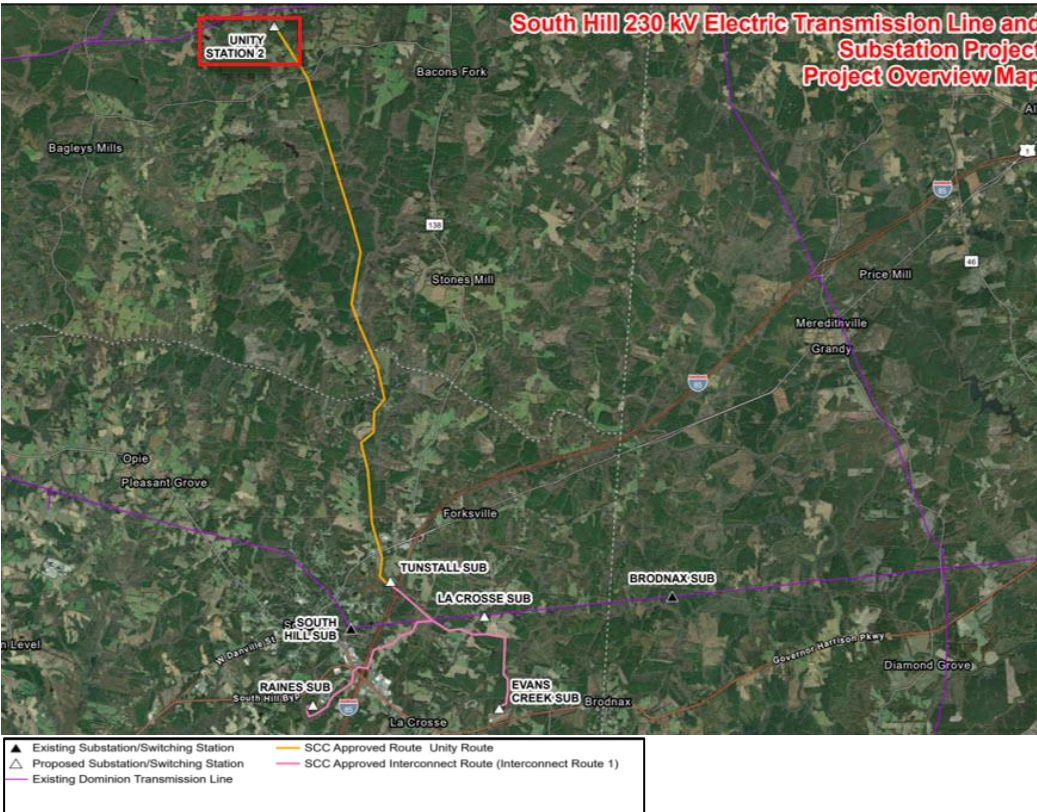 South Hill 230 kV Electric Transmission Line and
Substation Project
Project Overview Map
UNITY
STATION 2
Bacons Fork
Bagleys Mills
1
85
138
46
Stones Mill
Price Mill
Meredithville
Grandy
85
Opie
Pleasant Grove
Forksville
TUNSTALL SUB
BRODNAX SUB
LA CROSSE SUB
SOUTH
HILL SUB
W Danville St
n Level
Governor Harrison Pkwy
Diamond Grove
RAINES SUB
South Hill Byp
85
EVANS
CREEK SUB
Brodnax
La Crosse
Existing Substation/Switching Station
Proposed Substation/Switching Station
Existing Dominion Transmission Line
SCC Approved Route Unity Route
SCC Approved Interconnect Route (Interconnect Route 1)